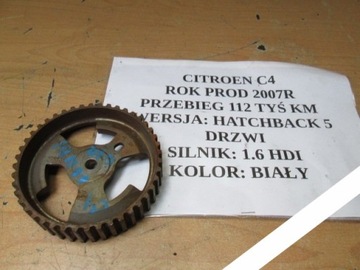 CITROEN C4
ROK PROD 2007R
PRZEBIEG 112 TYŚ KM
WERSJA: HATCHBACK 5
DRZWI
SILNIK: 1.6 HDI
KOLOR: BIAŁY